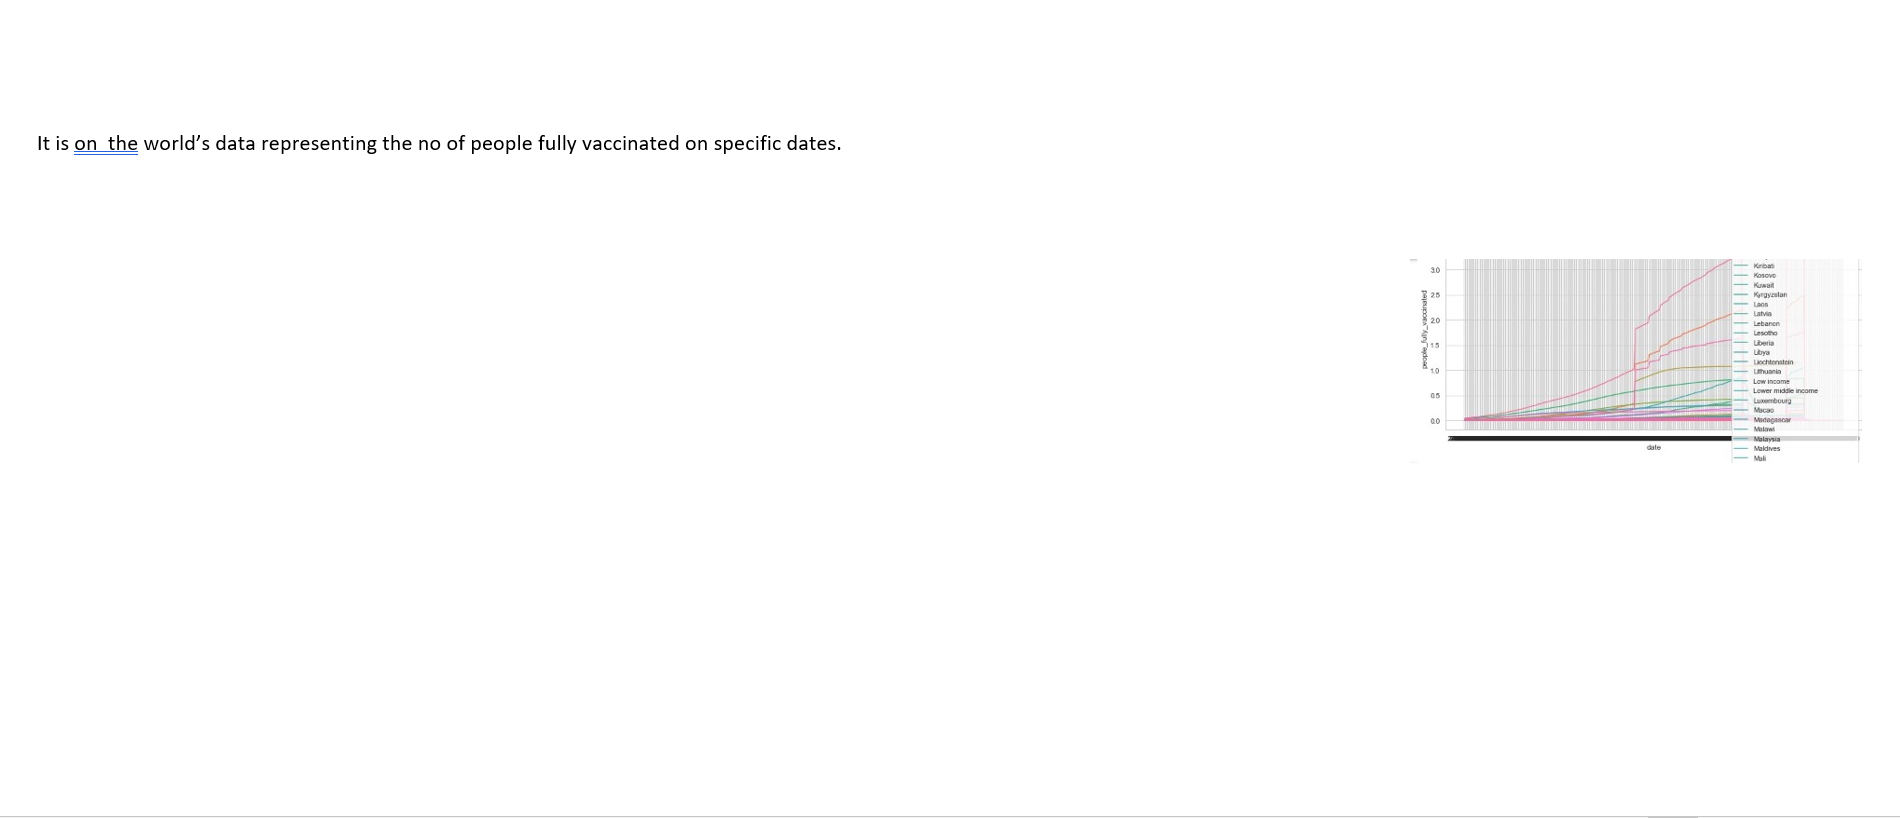 It is on  the world’s data representing the no of people fully vaccinated on specific dates.
people_fully_vaccinated
3.0
2.5
2.0
1.5
1.0
0.5
0.0
date
Kiribati
Kosovo
Kuwait
Kyrgyzstan
Laos
Latvia
Lebanon
Lesotho
Liberia
Libya
Liechtenstein
Lithuania
Low income
Lower middle income
Luxembourg
Macao
Madagascar
Malawi
Malaysia
Maldives
Mali